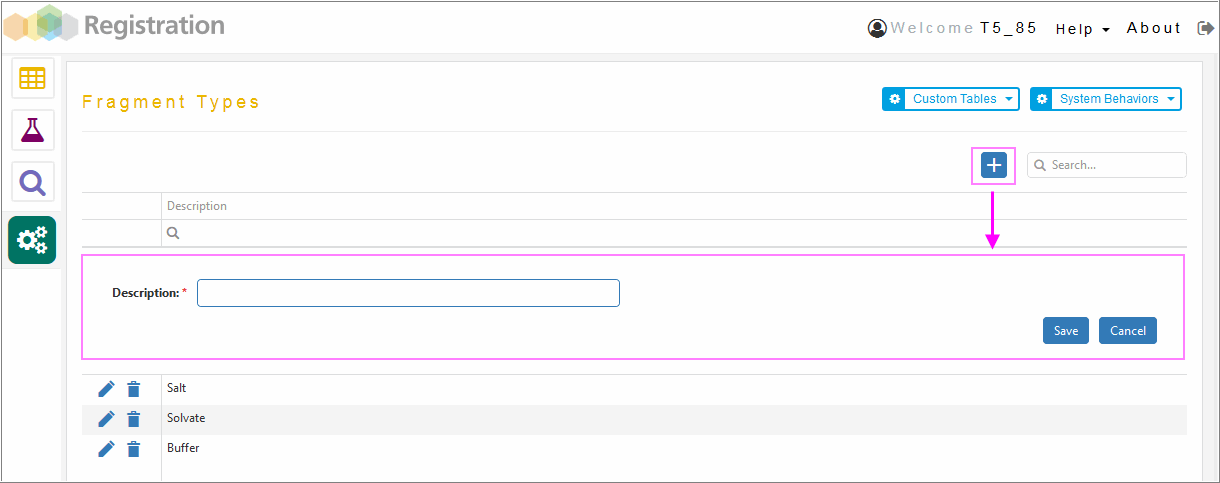 Registration
Welcome T5_85 Help About
Fragment Types
Custom Tables System Behaviors
Search...
Description
Description: *
Save Cancel
Salt
Solvate
Buffer